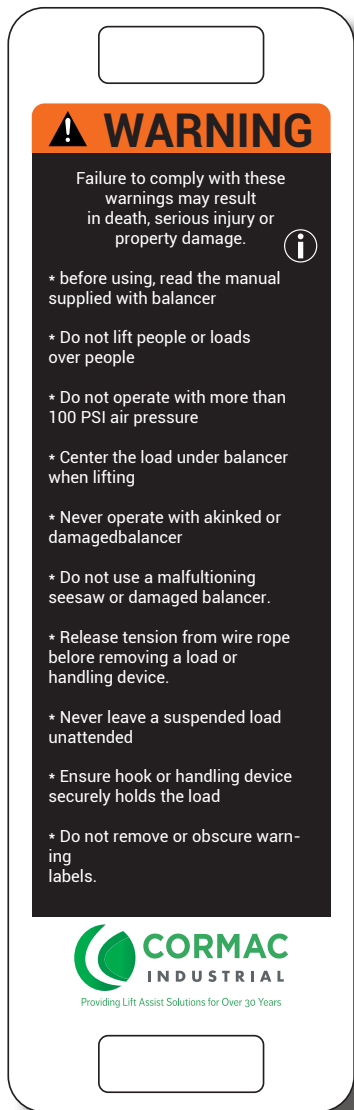 WARNING
Failure to comply with these
warnings may result
in death, serious injury or
property damage.
i
* before using, read the manual
supplied with balancer
* Do not lift people or loads
over people
* Do not operate with more than
100 PSI air pressure
* Center the load under balancer
when lifting
* Never operate with akinked or
damagedbalancer
* Do not use a malfultioning
seesaw or damaged balancer.
* Release tension from wire rope
belore removing a load or
handling device.
* Never leave a suspended load
unattended
* Ensure hook or handling device
securely holds the load
* Do not remove or obscure warn-
ing
labels.
CORMAC
INDUSTRIAL
Providing Lift Assist Solutions for Over 30 Years